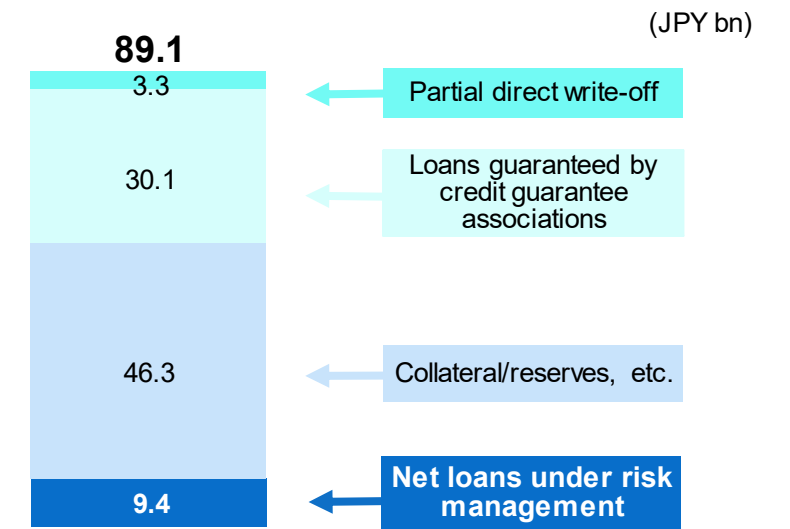 (JPY bn)
89.1
3.3
Partial direct write-off
30.1
Loans guaranteed by
credit guarantee
associations
46.3
Collateral/reserves, etc.
9.4
Net loans under risk
management